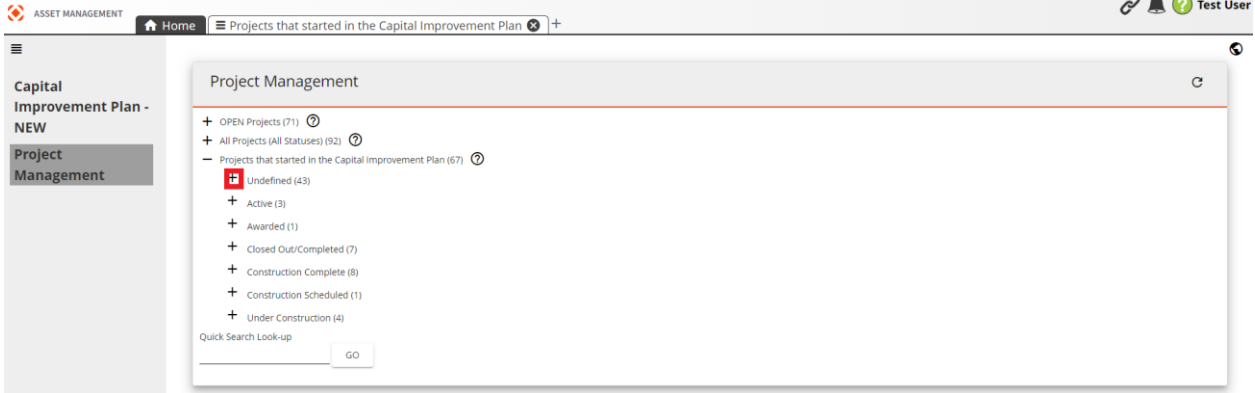 ASSET MANAGEMENT
Home
Projects that started in the Capital Improvement Plan
Test User
Capital
Improvement Plan -
NEW
Project
Management
Project Management
OPEN Projects (71)
All Projects (All Statuses) (92)
Projects that started in the Capital Improvement Plan (67)
Undefined (43)
Active (3)
Awarded (1)
Closed Out/Completed (7)
Construction Complete (8)
Construction Scheduled (1)
Under Construction (4)
Quick Search Look-up
GO